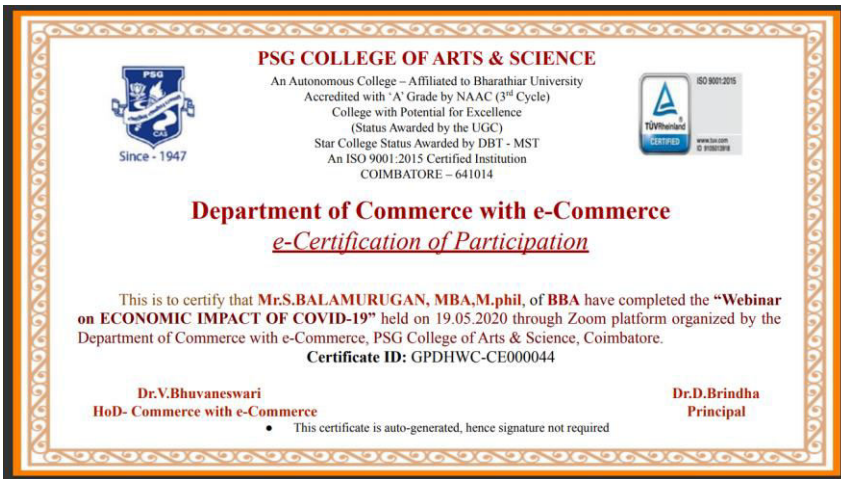 PSG COLLEGE OF ARTS & SCIENCE
An Autonomous College – Affiliated to Bharathiar University
Accredited with ‘A’ Grade by NAAC (3rd Cycle)
College with Potential for Excellence
(Status Awarded by the UGC)
Star College Status Awarded by DBT - MST
An ISO 9001:2015 Certified Institution
COIMBATORE – 641014
PSG
CAS
Since - 1947
ISO 9001:2015
TÜVRheinland
CERTIFIED
www.tuv.com
Department of Commerce with e-Commerce
e-Certification of Participation
This is to certify that Mr.S.BALAMURUGAN, MBA,M.phil, of BBA have completed the “Webinar
on ECONOMIC IMPACT OF COVID-19” held on 19.05.2020 through Zoom platform organized by the
Department of Commerce with e-Commerce, PSG College of Arts & Science, Coimbatore.
Certificate ID: GPDHWC-CE000044
Dr.V.Bhuvaneswari
HoD- Commerce with e-Commerce
Dr.D.Brindha
Principal
● This certificate is auto-generated, hence signature not required